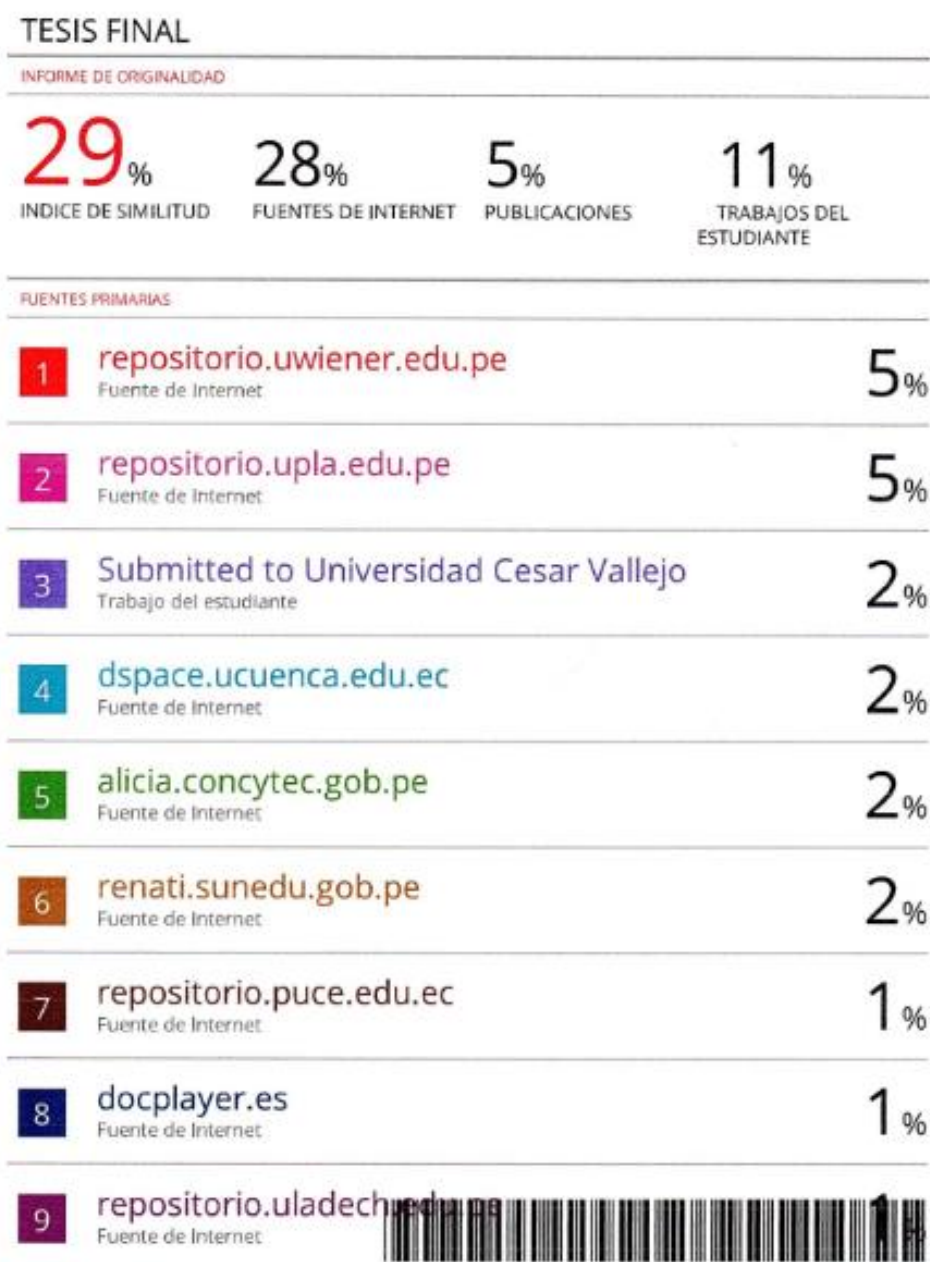 TESIS FINAL
INFORME DE ORIGINALIDAD
29% 28% 5% 11%
INDICE DE SIMILITUD FUENTES DE INTERNET PUBLICACIONES TRABAJOS DEL
ESTUDIANTE
FUENTES PRIMARIAS
1 repositorio.uwiener.edu.pe 5%
Fuente de Internet
2 repositorio.upla.edu.pe 5%
Fuente de Internet
3 Submitted to Universidad Cesar Vallejo 2%
Trabajo del estudiante
4 dspace.ucuenca.edu.ec 2%
Fuente de Internet
5 alicia.concytec.gob.pe 2%
Fuente de Internet
6 renati.sunedu.gob.pe 2%
Fuente de Internet
7 repositorio.puce.edu.ec 1%
Fuente de Internet
8 docplayer.es 1%
Fuente de Internet
9 repositorio.uladech.edu.pe 1%
Fuente de Internet